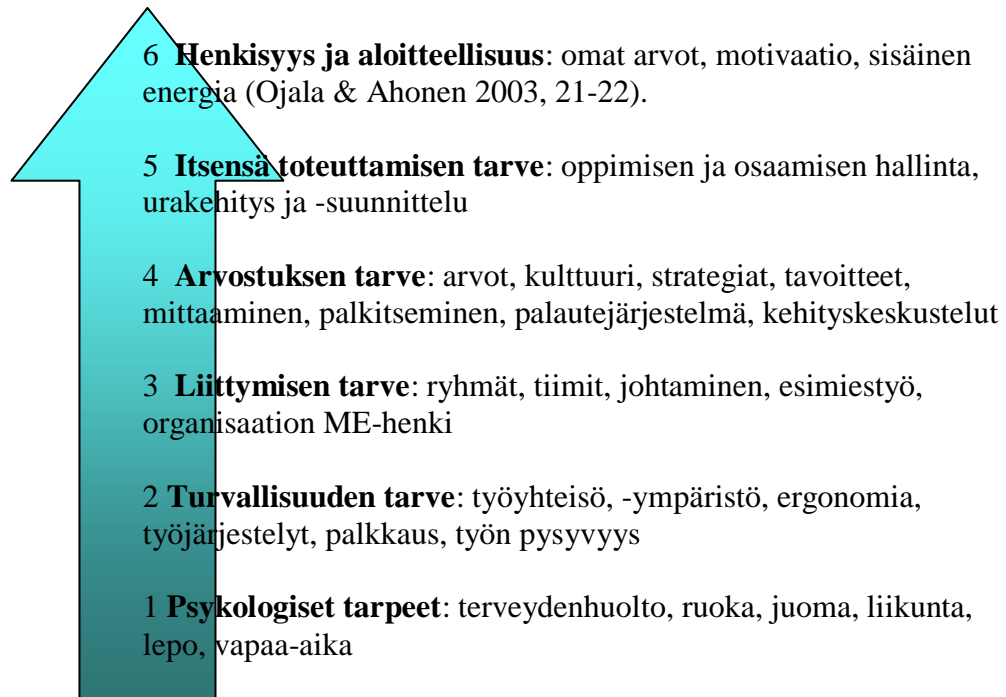 6 Henkisyys ja aloitteellisuus: omat arvot, motivaatio, sisäinen
energia (Ojala & Ahonen 2003, 21-22).
5 Itsensä toteuttamisen tarve: oppimisen ja osaamisen hallinta,
urakehitys ja -suunnittelu
4 Arvostuksen tarve: arvot, kulttuuri, strategiat, tavoitteet,
mittaaminen, palkitseminen, palautejärjestelmä, kehityskeskustelut
3 Liittymisen tarve: ryhmät, tiimit, johtaminen, esimiestyö,
organisaation ME-henki
2 Turvallisuuden tarve: työyhteisö, -ympäristö, ergonomia,
työjärjestelyt, palkkaus, työn pysyvyys
1 Psykologiset tarpeet: terveydenhuolto, ruoka, juoma, liikunta,
lepo, vapaa-aika